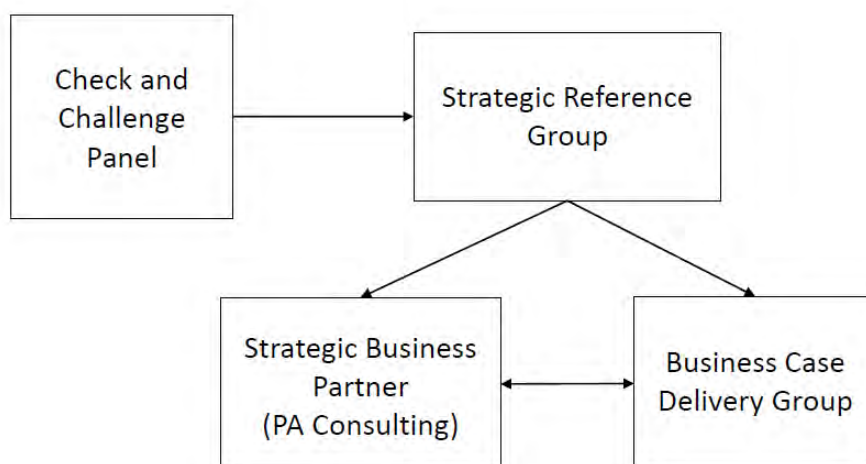 Check and
Challenge
Panel
Strategic Reference
Group
Strategic Business
Partner
(PA Consulting)
Business Case
Delivery Group